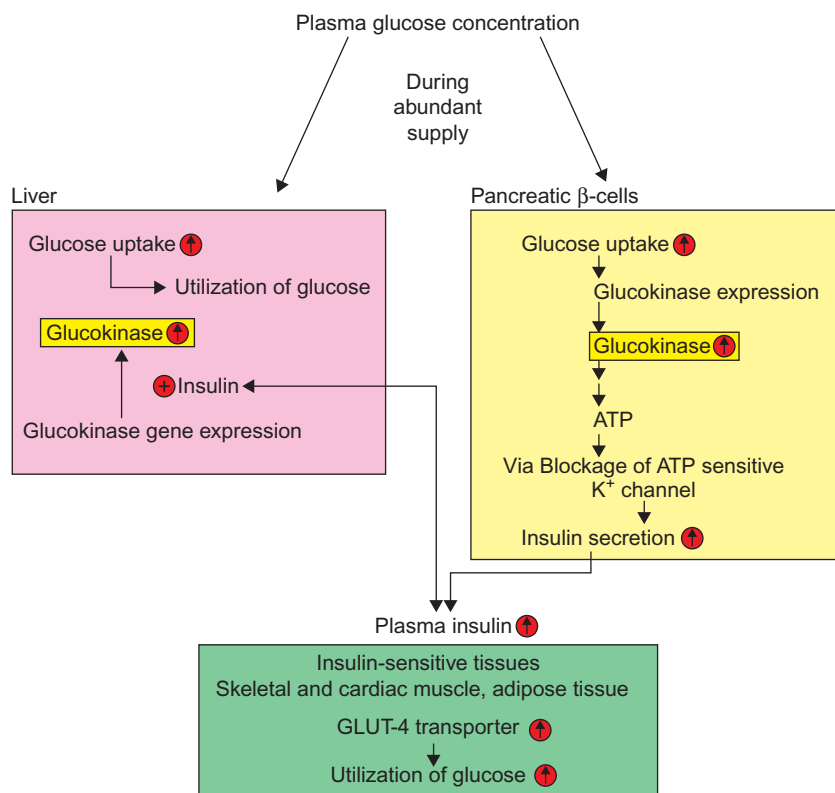 Plasma glucose concentration
During
abundant
supply
Liver
Glucose uptake ↑
Utilization of glucose
Glucokinase ↑
+ Insulin
Glucokinase gene expression
Pancreatic β-cells
Glucose uptake ↑
Glucokinase expression
Glucokinase ↑
ATP
Via Blockage of ATP sensitive
K⁺ channel
Insulin secretion ↑
Plasma insulin ↑
Insulin-sensitive tissues
Skeletal and cardiac muscle, adipose tissue
GLUT-4 transporter ↑
Utilization of glucose ↑